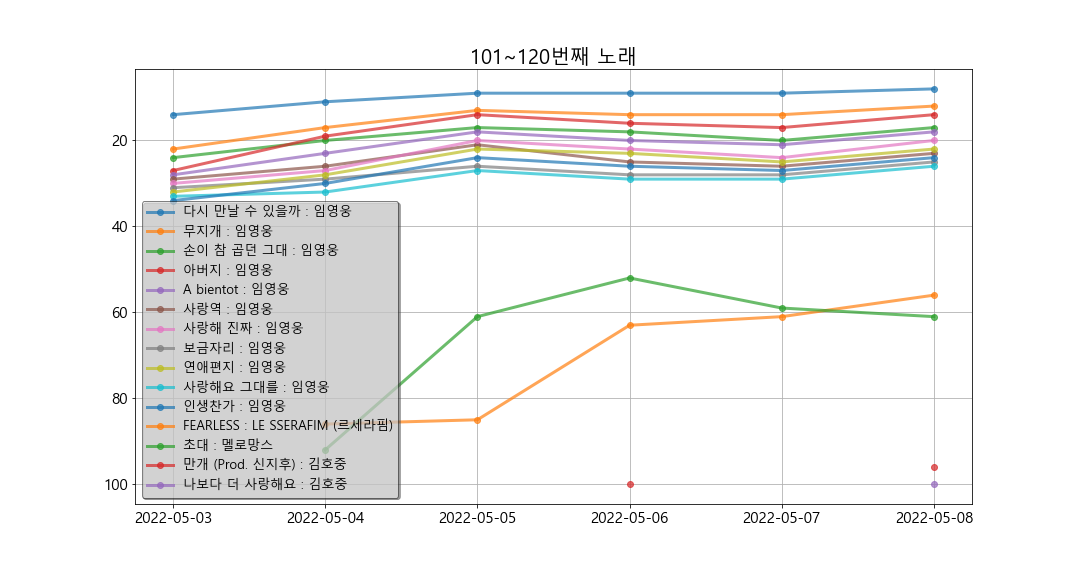 101~120번째 노래
20
40
60
80
100
다시 만날 수 있을까 : 임영웅
무지개 : 임영웅
손이 참 곱던 그대 : 임영웅
아버지 : 임영웅
A bientot : 임영웅
사랑역 : 임영웅
사랑해 진짜 : 임영웅
보금자리 : 임영웅
연애편지 : 임영웅
사랑해요 그대를 : 임영웅
인생찬가 : 임영웅
FEARLESS : LE SSERAFIM (르세라핌)
초대 : 멜로망스
만개 (Prod. 신지후) : 김호중
나보다 더 사랑해요 : 김호중
2022-05-03 2022-05-04 2022-05-05 2022-05-06 2022-05-07 2022-05-08